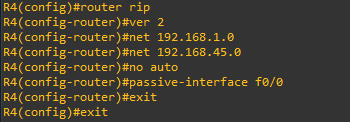 R4(config)#router rip
R4(config-router)#ver 2
R4(config-router)#net 192.168.1.0
R4(config-router)#net 192.168.45.0
R4(config-router)#no auto
R4(config-router)#passive-interface f0/0
R4(config-router)#exit
R4(config)#exit